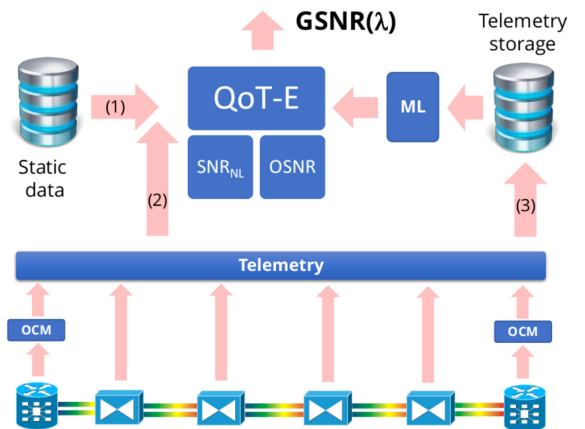 GSNR(λ)
Telemetry
storage
QoT-E
(1)
ML
SNR_NL
OSNR
Static
data
(2)
(3)
Telemetry
OCM
OCM